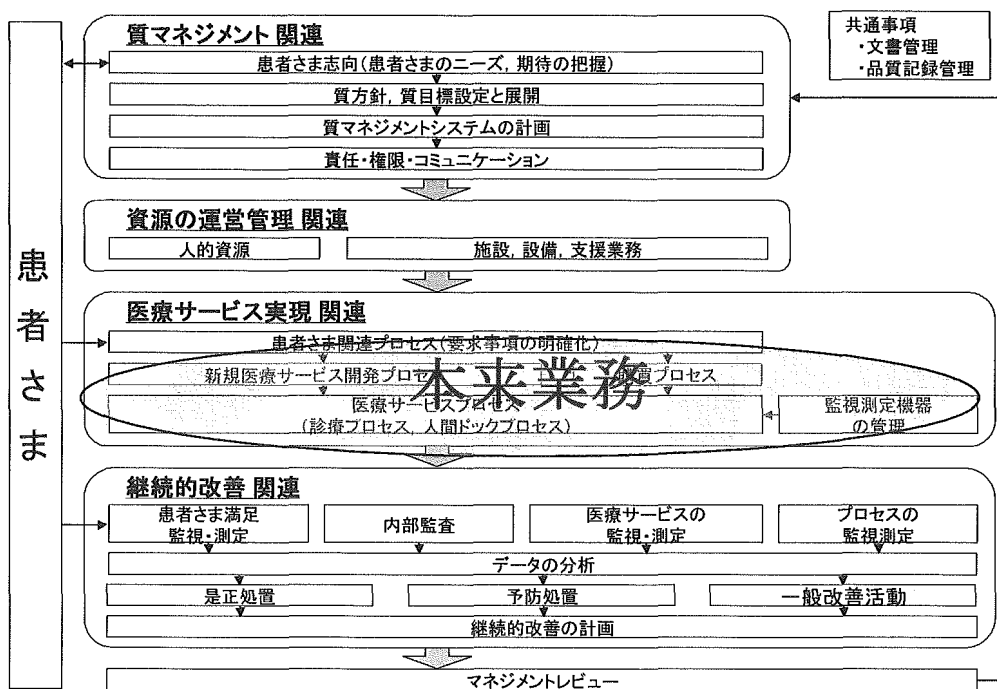 共通事項
・文書管理
・品質記録管理
患者さま
質マネジメント 関連
患者さま志向(患者さまのニーズ, 期待の把握)
質方針, 質目標設定と展開
質マネジメントシステムの計画
責任・権限・コミュニケーション
資源の運営管理 関連
人的資源
施設, 設備, 支援業務
医療サービス実現 関連
患者さま関連プロセス(要求事項の明確化)
新規医療サービス開発プロセ
買プロセス
本来業務
医療サービスプロセス
(診療プロセス, 人間ドックプロセス)
監視測定機器
の管理
継続的改善 関連
患者さま満足
監視・測定
内部監査
医療サービスの
監視・測定
プロセスの
監視測定
データの分析
是正処置
予防処置
一般改善活動
継続的改善の計画
マネジメントレビュー